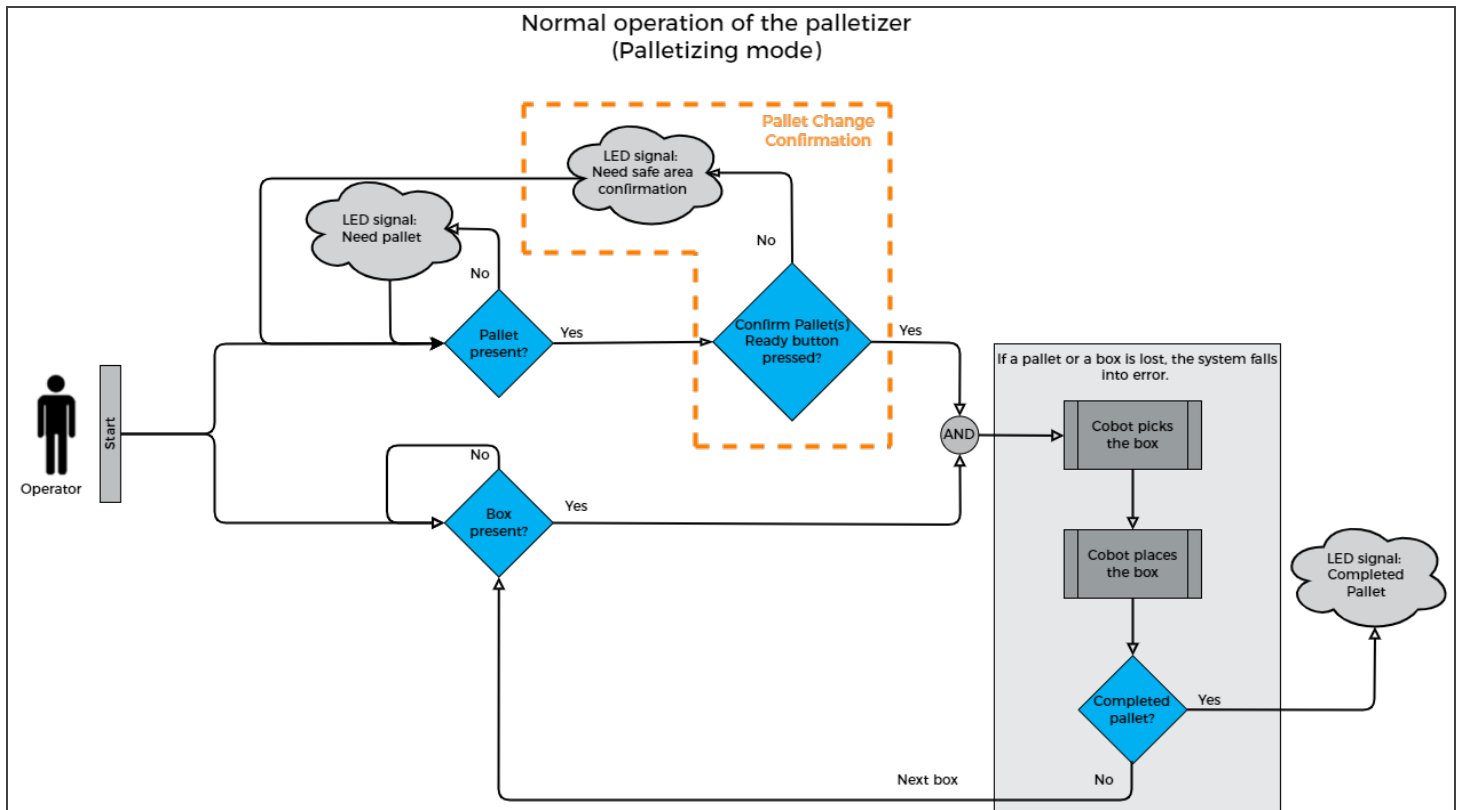 Normal operation of the palletizer
(Palletizing mode)
Pallet Change
Confirmation
LED signal:
Need safe area
confirmation
LED signal:
Need pallet
No
No
Pallet
present?
Yes
Confirm Pallet(s)
Ready button
pressed?
Yes
If a pallet or a box is lost, the system falls
into error.
Operator
Start
AND
Cobot picks
the box
No
Box
present?
Yes
Cobot places
the box
LED signal:
Completed
Pallet
Completed
pallet?
Yes
Next box
No